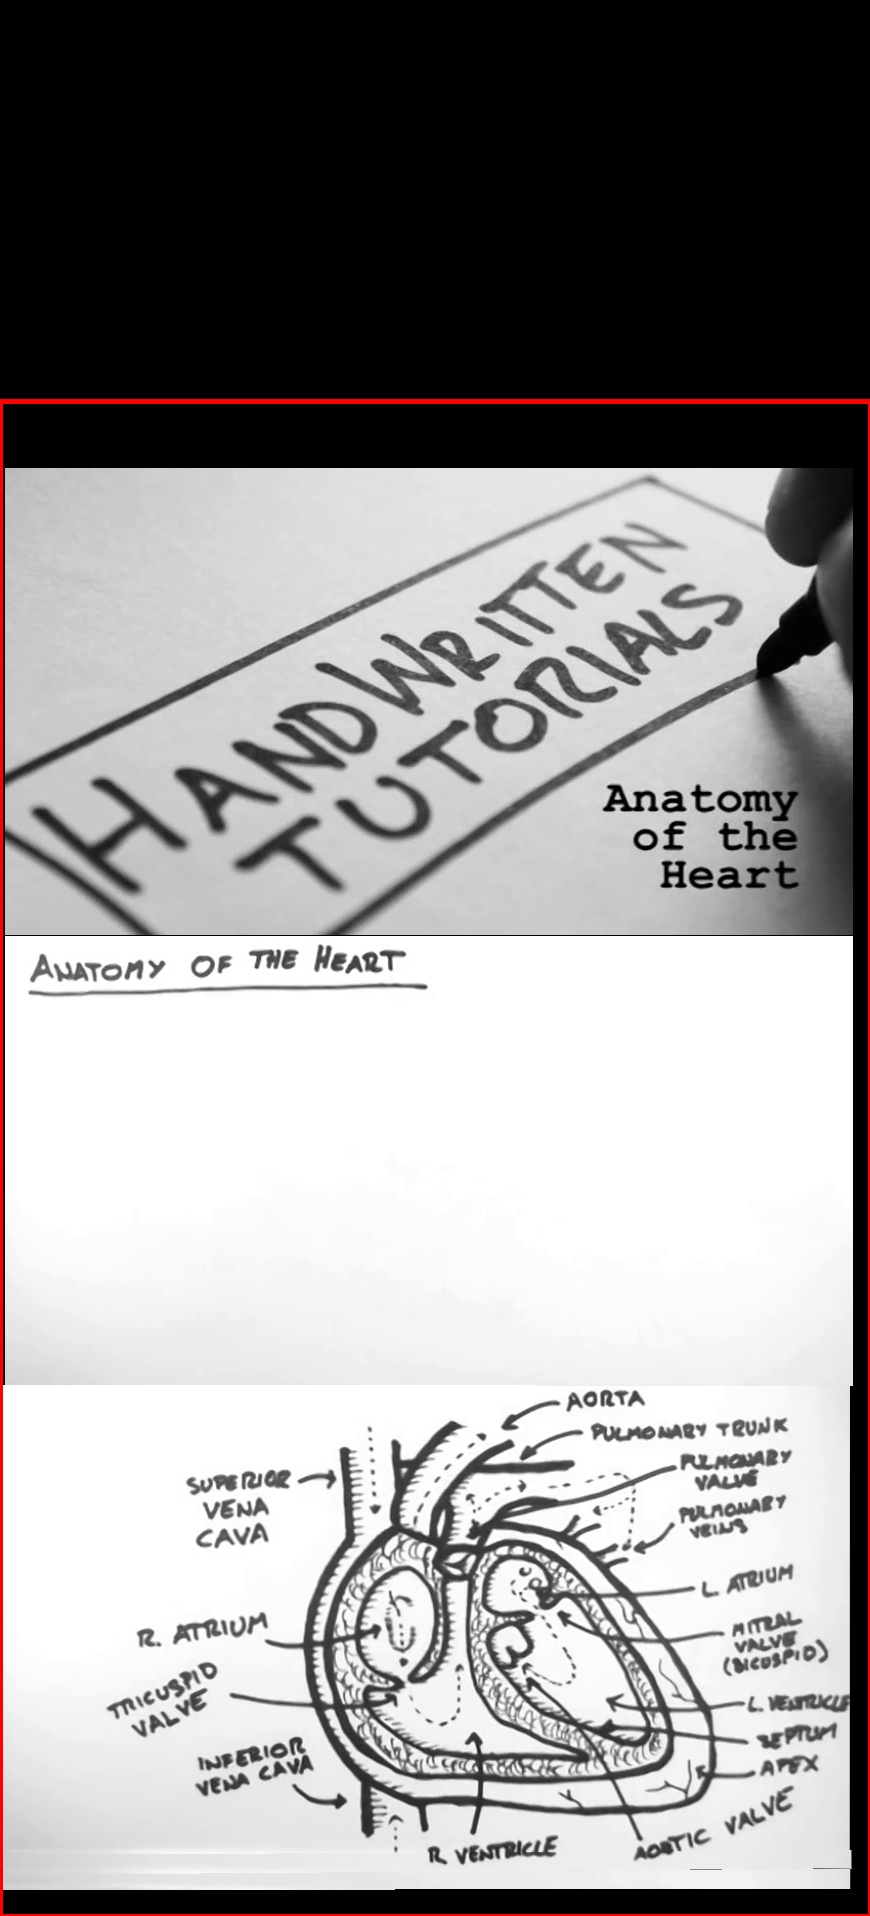 HANDWRITTEN
TUTORIALS
Anatomy
of the
Heart
ANATOMY OF THE HEART
AORTA
PULMONARY TRUNK
PULMONARY
VALVE
SUPERIOR
VENA
CAVA
PULMONARY
VEINS
L. ATRIUM
R. ATRIUM
MITRAL
VALVE
(BICUSPID)
TRICUSPID
VALVE
L. VENTRICLE
SEPTUM
INFERIOR
VENA CAVA
APEX
AORTIC VALVE
R. VENTRICLE